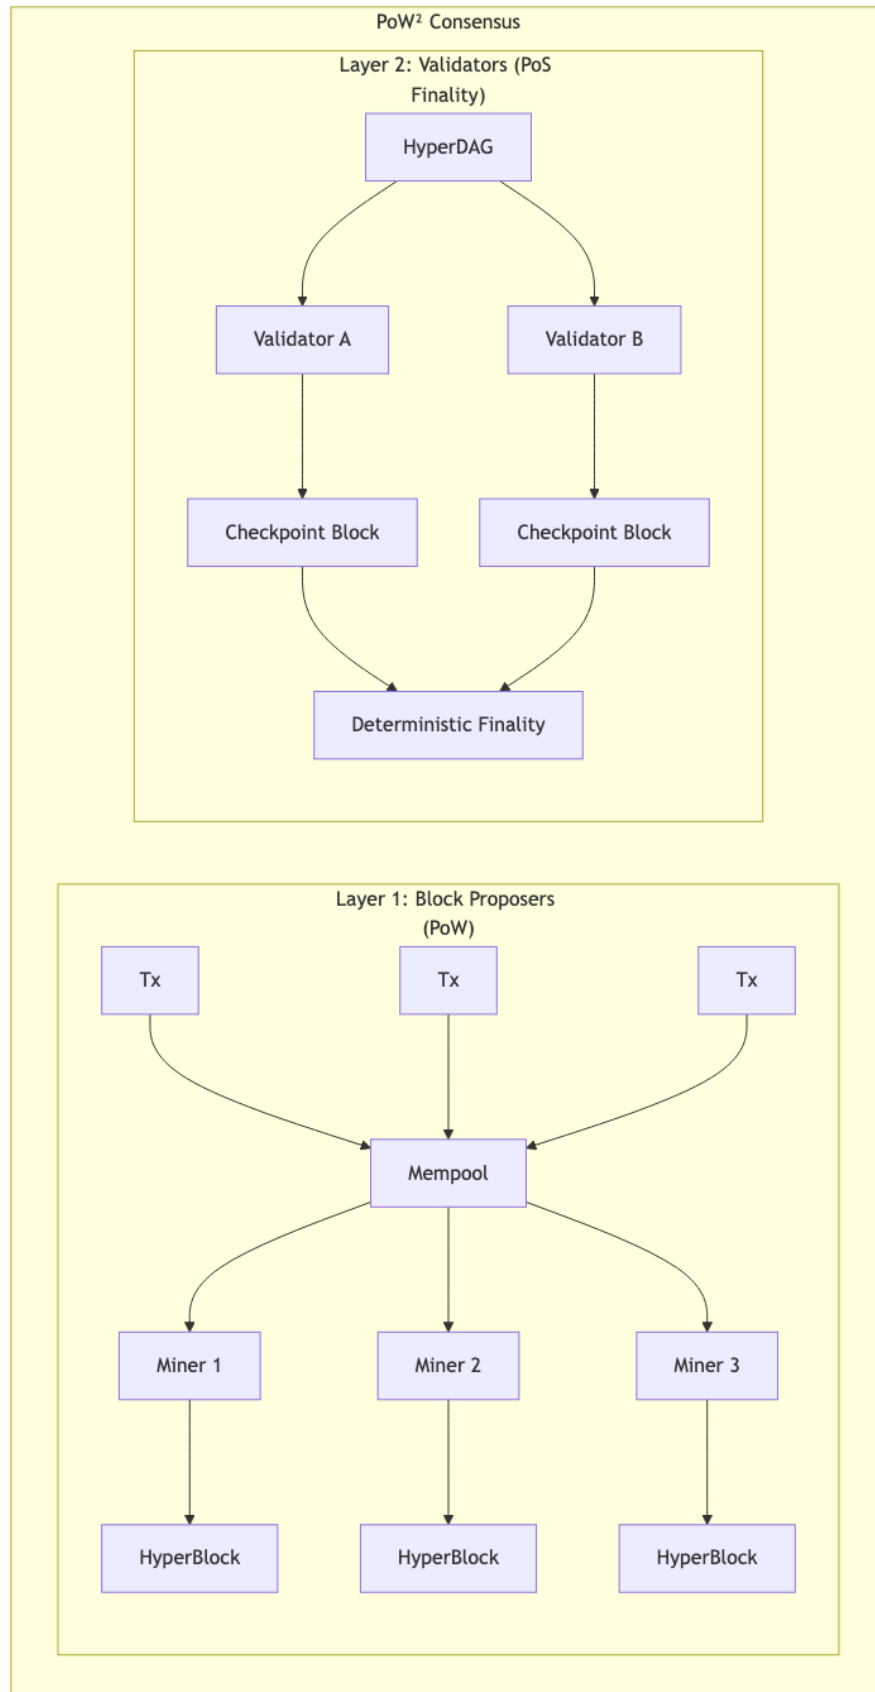 PoW² Consensus
Layer 2: Validators (PoS
Finality)
HyperDAG
Validator A
Validator B
Checkpoint Block
Checkpoint Block
Deterministic Finality
Layer 1: Block Proposers
(PoW)
Tx
Tx
Tx
Mempool
Miner 1
Miner 2
Miner 3
HyperBlock
HyperBlock
HyperBlock